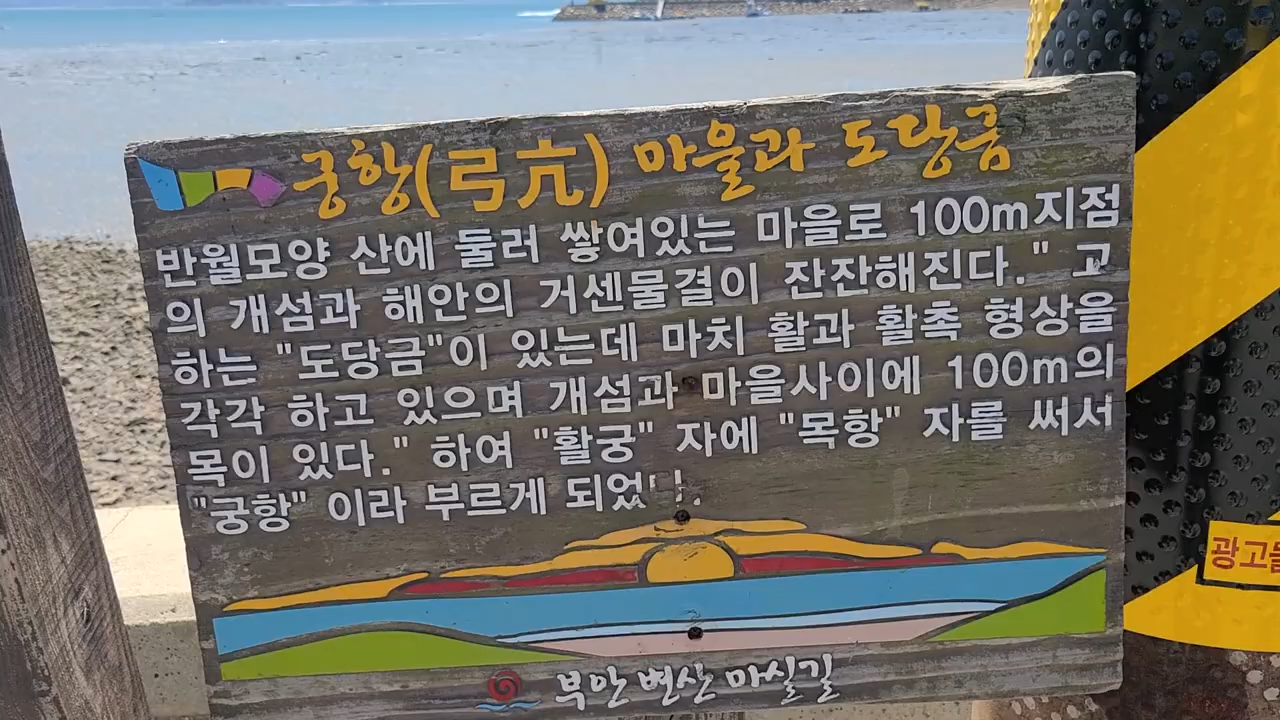 궁항(弓亢) 마을과 도당금
반월모양 산에 둘러 쌓여있는 마을로 100m지점
의 개섬과 해안의 거센물결이 잔잔해진다." 고
하는 "도당금"이 있는데 마치 활과 활촉 형상을
각각 하고 있으며 개섬과 마을사이에 100m의
목이 있다." 하여 "활궁" 자에 "목항" 자를 써서
"궁항" 이라 부르게 되었다.
부안 변산 마실길